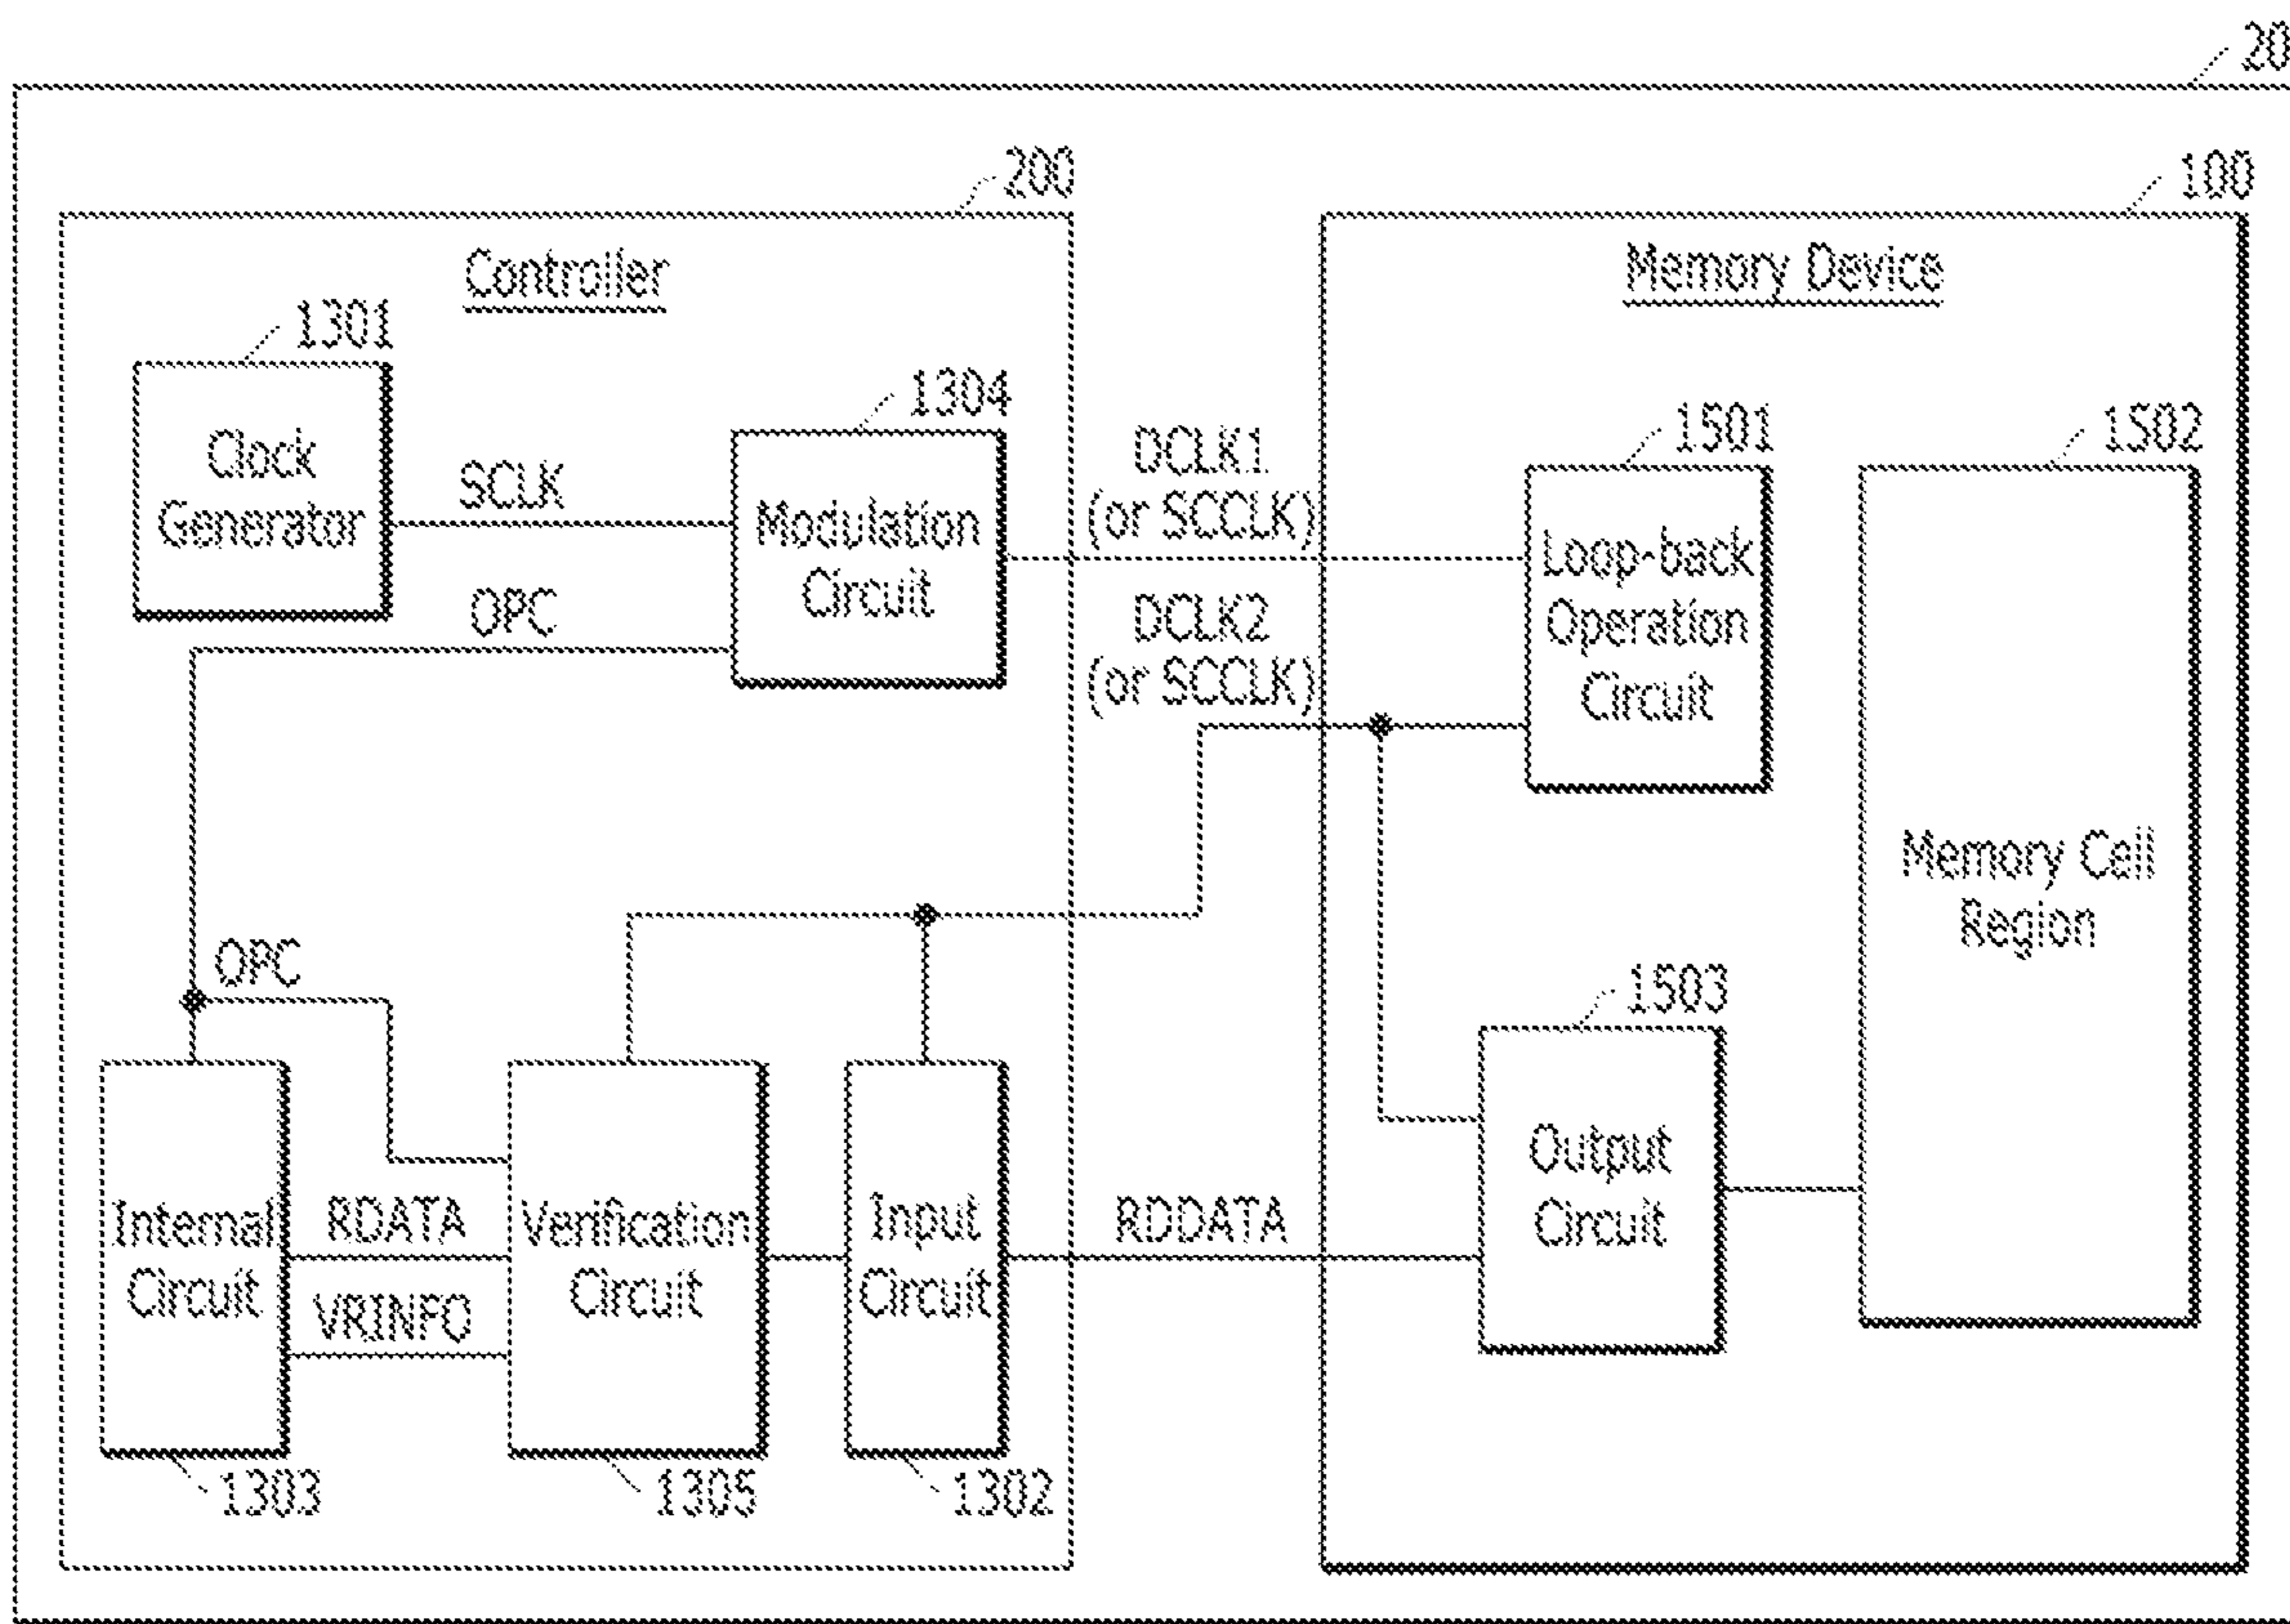 20
200
100
Controller
Memory Device
1301
1304
1501
1502
Clock
Generator
SCLK
OPC
Modulation
Circuit
DCLK1
(or SCCLK)
DCLK2
(or SCCLK)
Loop-back
Operation
Circuit
Memory Cell
Region
OPC
1503
Internal
Circuit
RDATA
VRINFO
Verification
Circuit
Input
Circuit
RDDATA
Output
Circuit
1303
1305
1302